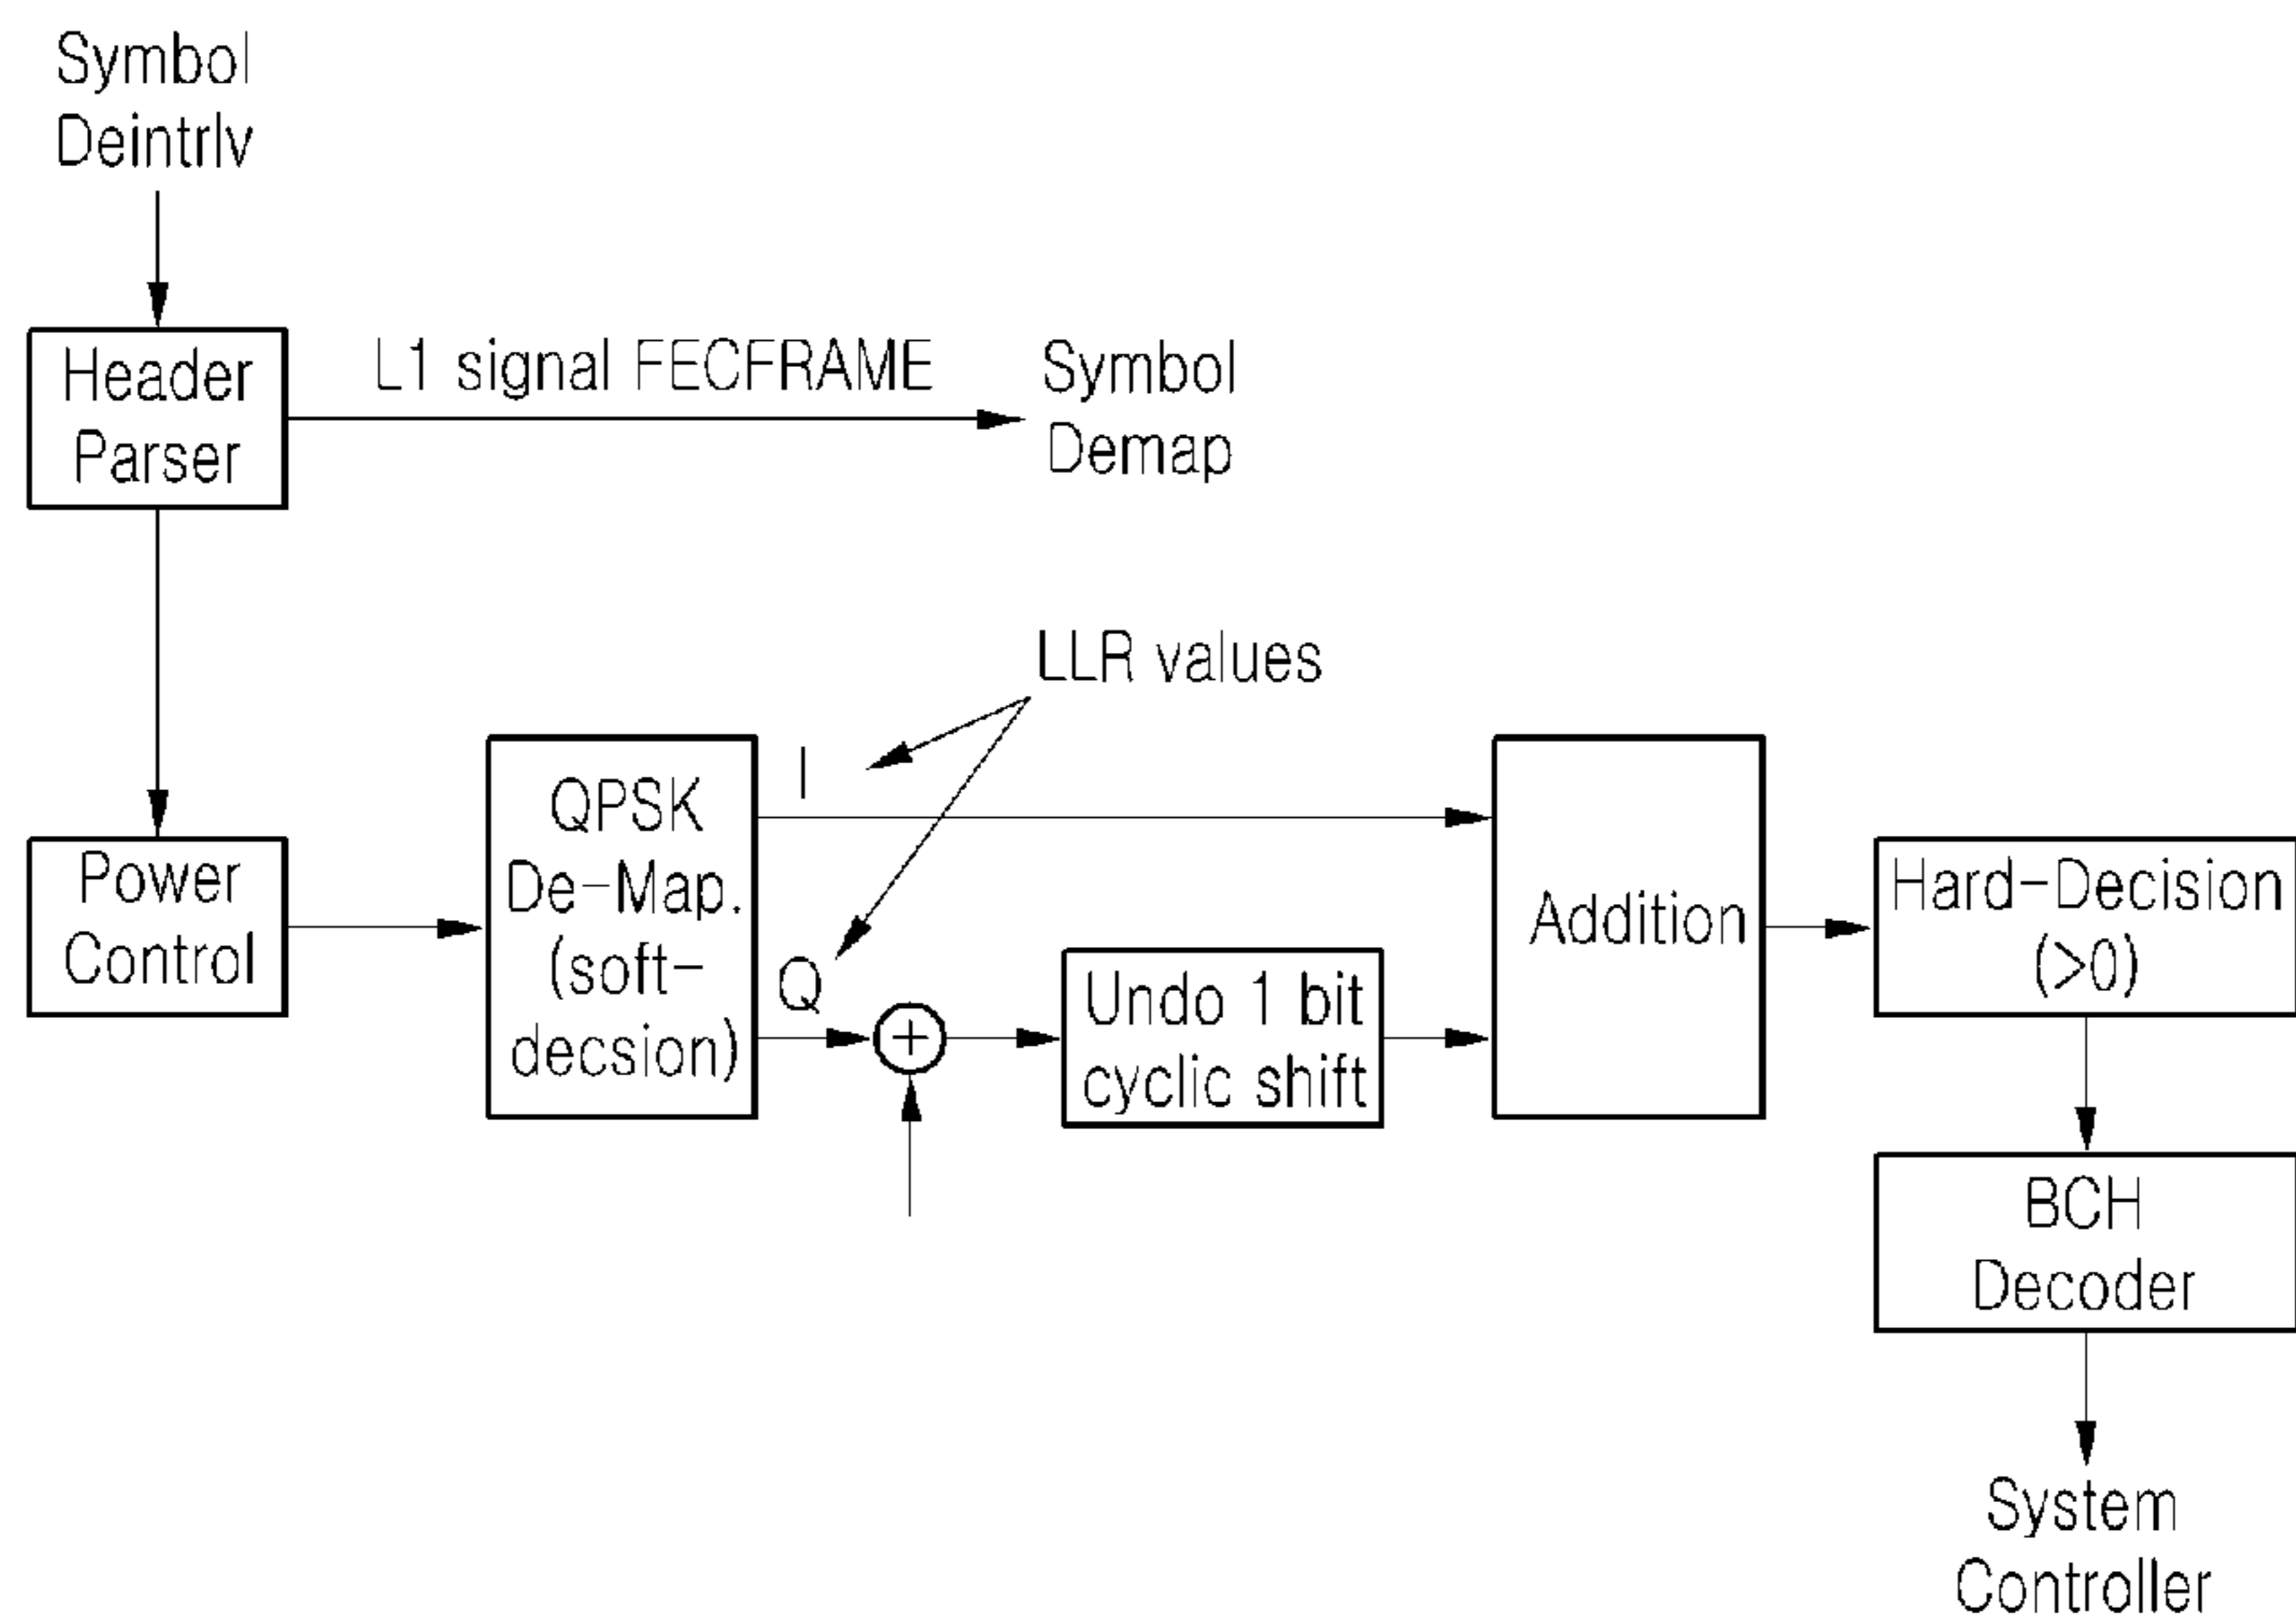 Symbol
Deintrlv
Header
Parser
L1 signal FECFRAME
Symbol
Demap
LLR values
Power
Control
QPSK
De-Map.
(soft-
decsion)
I
Q
+
Undo 1 bit
cyclic shift
Addition
Hard-Decision
(>0)
BCH
Decoder
System
Controller